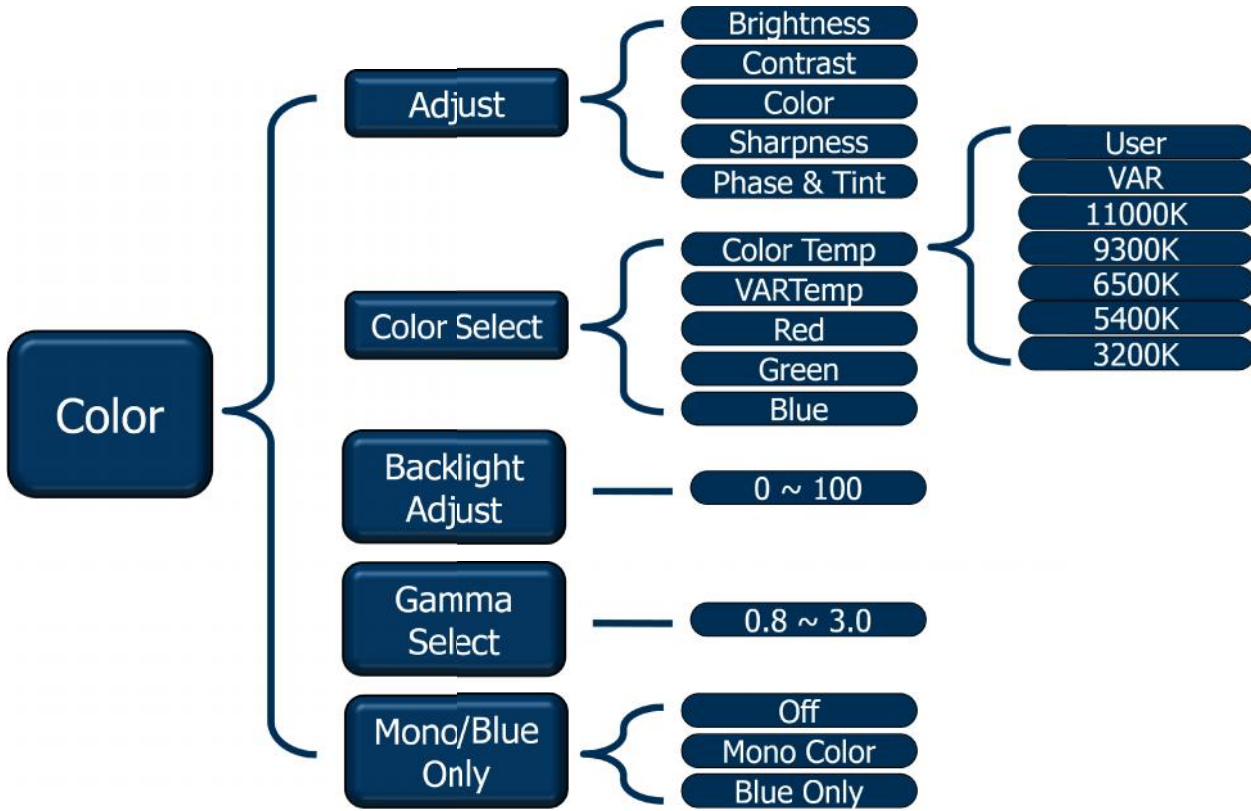 Color
Adjust
Brightness
Contrast
Color
Sharpness
Phase & Tint
Color Select
Color Temp
User
VAR
11000K
9300K
6500K
5400K
3200K
VARTemp
Red
Green
Blue
Backlight
Adjust
0 ~ 100
Gamma
Select
0.8 ~ 3.0
Mono/Blue
Only
Off
Mono Color
Blue Only